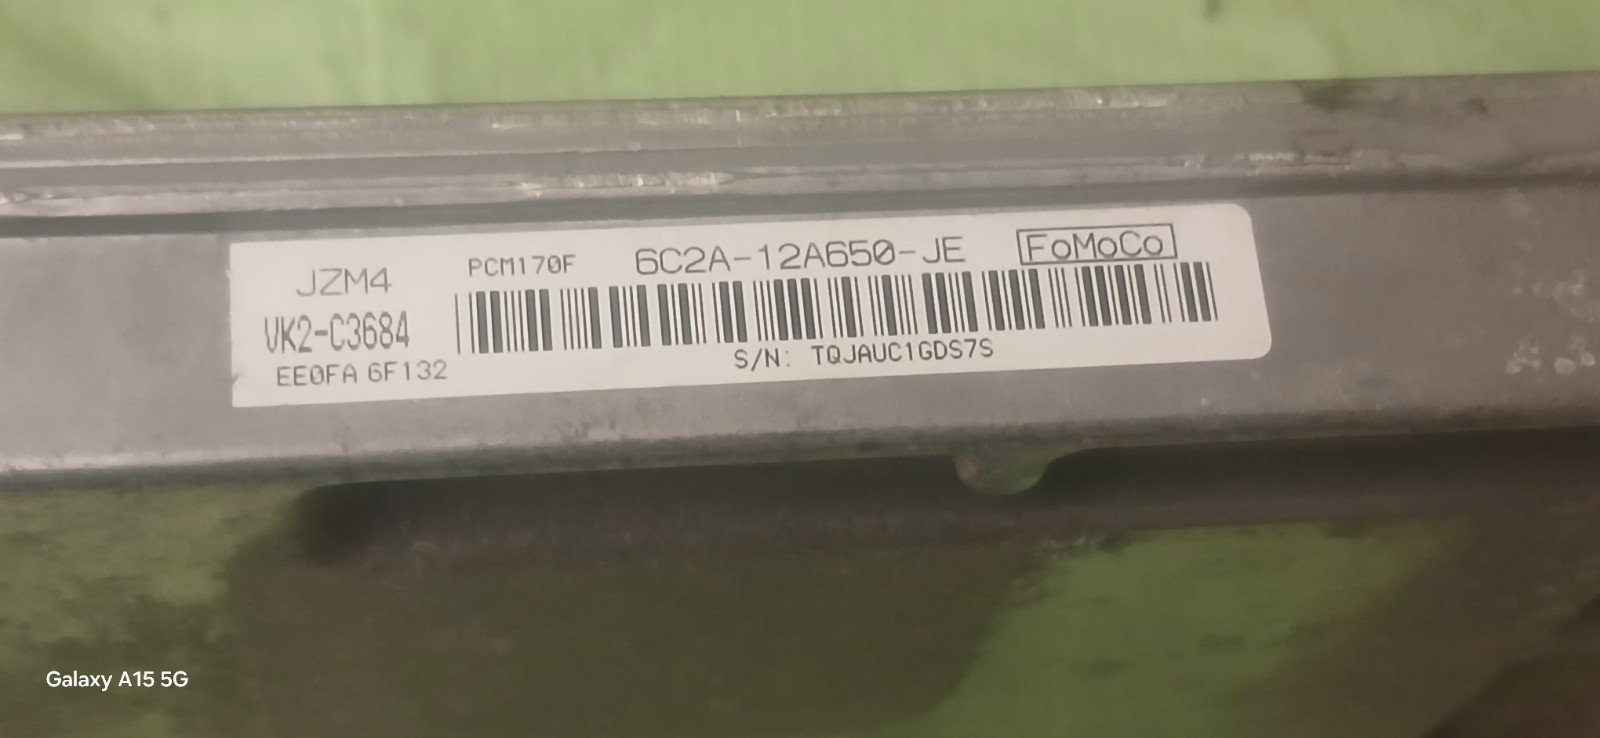 JZM4 PCM170F 6C2A-12A650-JE FoMoCo
VK2-C3684
EE0FA 6F132 S/N: TQJAUC1GDS7S
Galaxy A15 5G